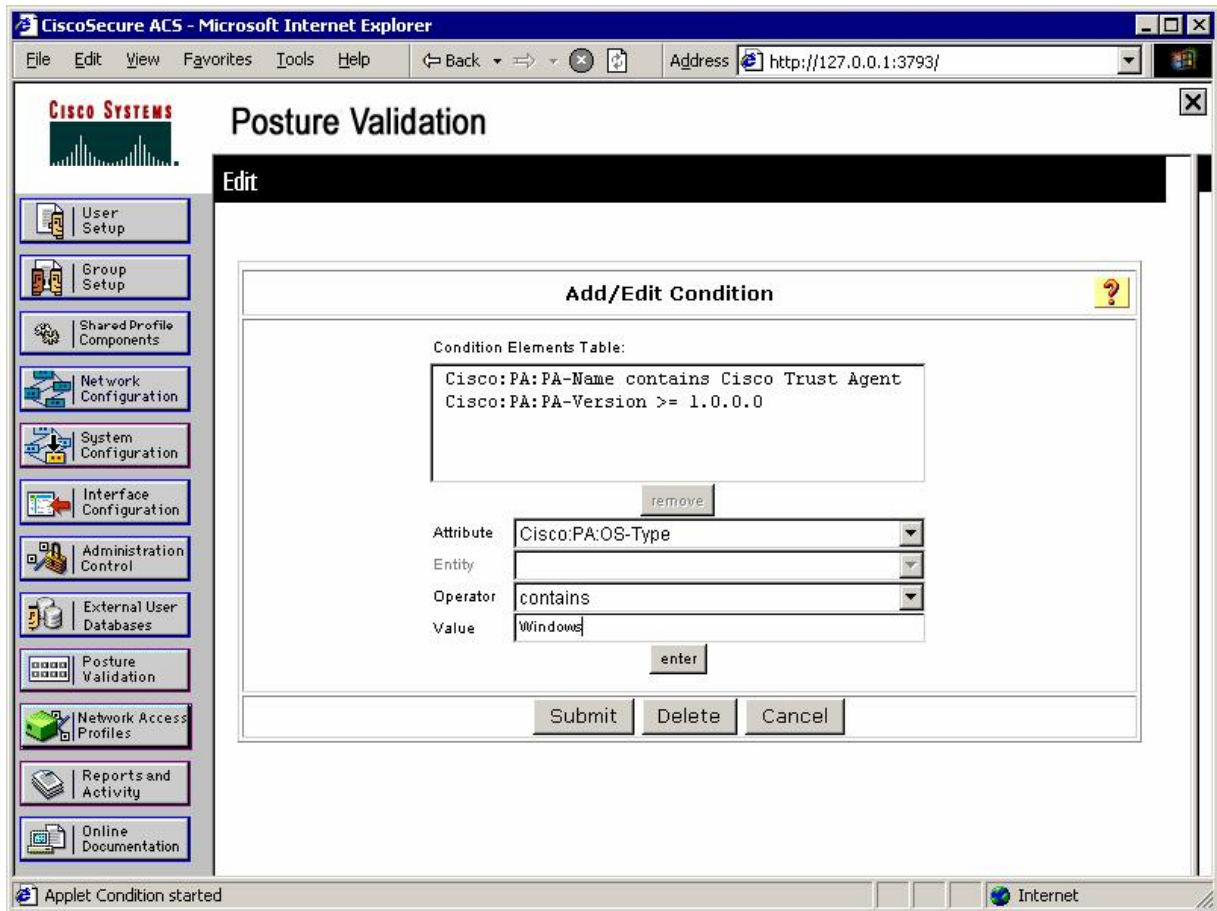 CiscoSecure ACS - Microsoft Internet Explorer
File Edit View Favorites Tools Help Back Address http://127.0.0.1:3793/
CISCO SYSTEMS
Posture Validation
Edit
User
Setup
Group
Setup
Shared Profile
Components
Network
Configuration
System
Configuration
Interface
Configuration
Administration
Control
External User
Databases
Posture
Validation
Network Access
Profiles
Reports and
Activity
Online
Documentation
Add/Edit Condition
?
Condition Elements Table:
Cisco:PA:PA-Name contains Cisco Trust Agent
Cisco:PA:PA-Version >= 1.0.0.0
remove
Attribute Cisco:PA:OS-Type
Entity
Operator contains
Value Windows
enter
Submit Delete Cancel
Applet Condition started Internet